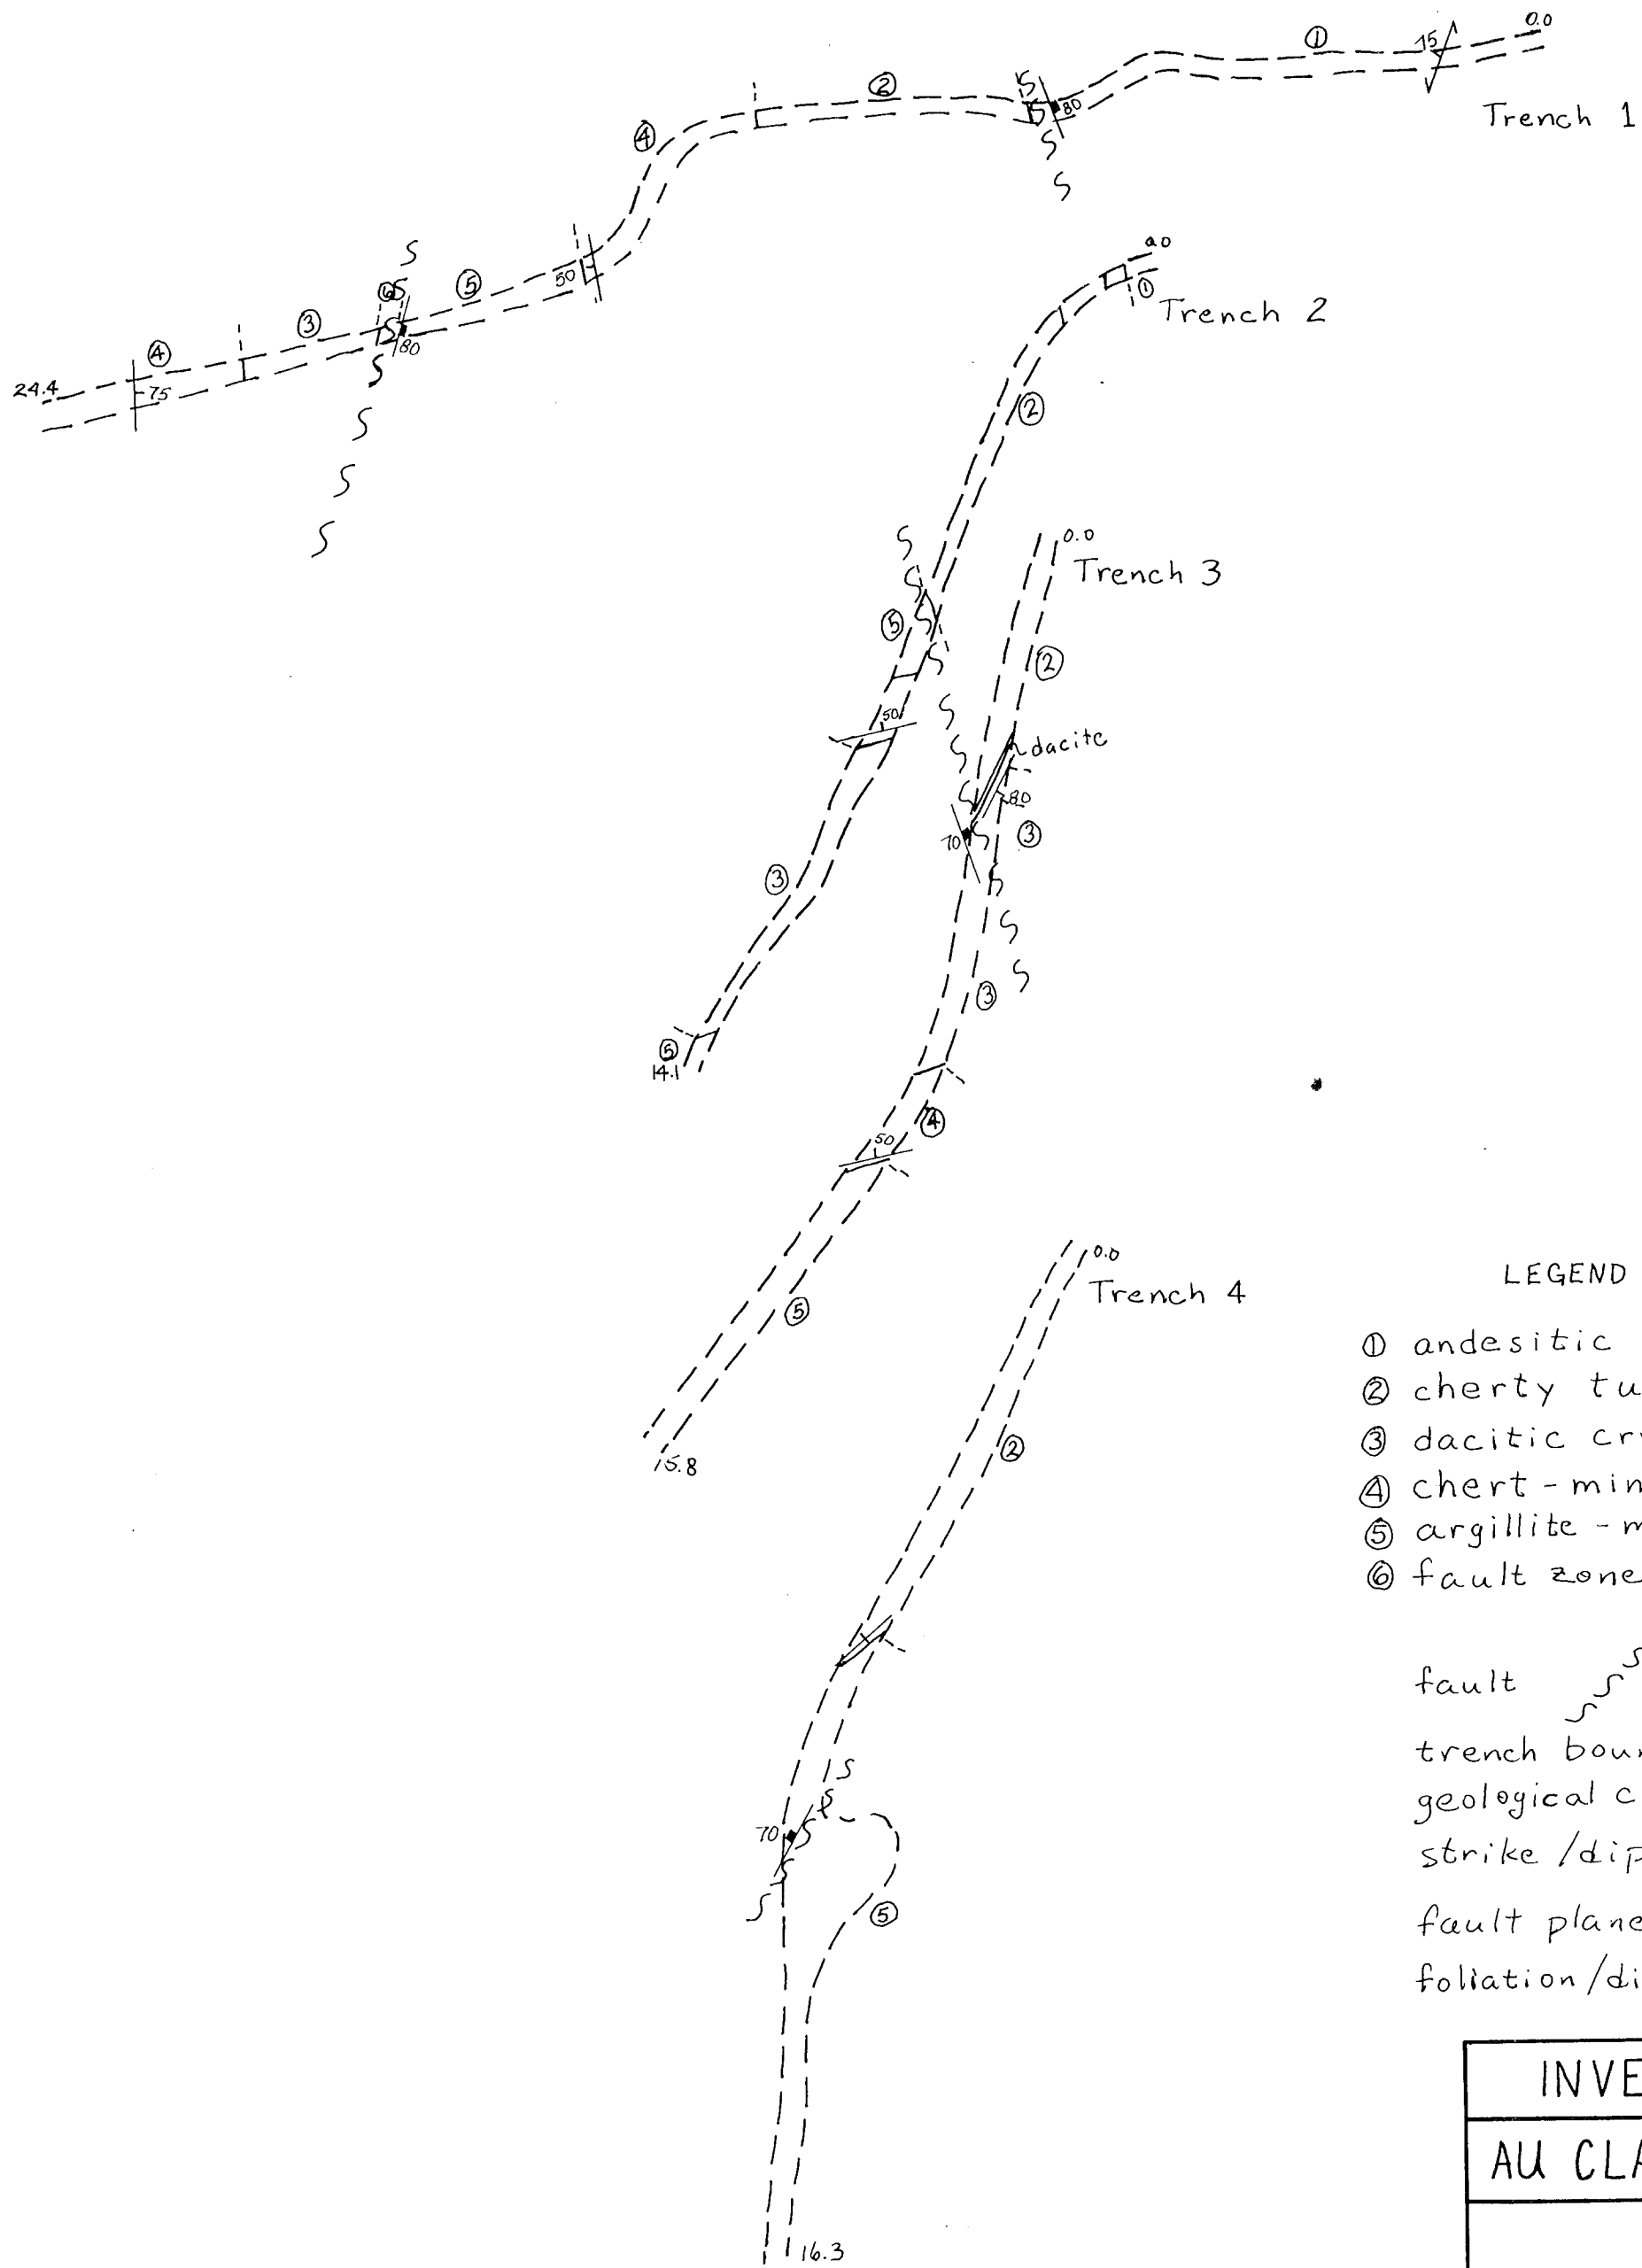 0.0
①
75
Trench 1
②
80
④
50
⑤
⑥
80
③
④
75
24.4
0.0
①
Trench 2
②
⑤
50
③
⑤
14.1
0.0
Trench 3
②
dacite
80
70
③
③
④
50
⑤
15.8
0.0
Trench 4
②
70
⑤
16.3
LEGEND
① andesitic
② cherty tu
③ dacitic cr
④ chert - min
⑤ argillite - m
⑥ fault zone
fault
trench bour
geological c
strike /dip
fault plane
foliation/di
INVE
AU CLA